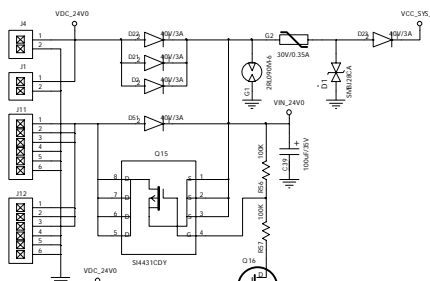 J4
VDC_24V0
D22 40V/3A
G2
D23 40V/3A
VCC_SYS_
1
2
D21 40V/3A
30V/0.35A
J1
D2 40V/3A
G1
2RU090M-6
D1
SMBJ28CA
1
2
J11
VIN_24V0
1
2
3
4
5
6
D51 40V/3A
Q15
C39
100uF/35V
100K
R56
8 D S 1
7 D S 2
6 D S 3
5 D G 4
J12
1
2
3
4
5
6
SI4431CDY
100K
R57
VDC_24V0
Q16
D